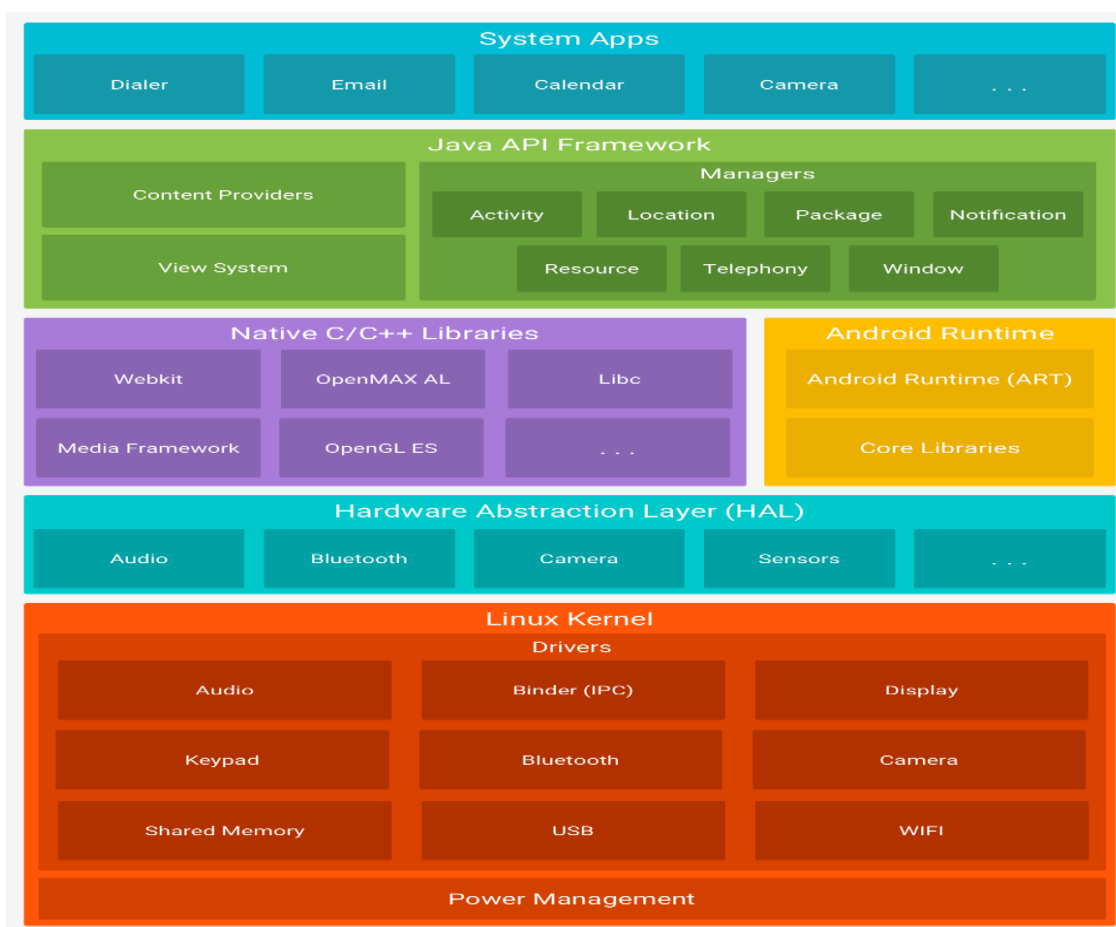 System Apps
Dialer
Email
Calendar
Camera
. . .
Java API Framework
Content Providers
View System
Managers
Activity
Location
Package
Notification
Resource
Telephony
Window
Native C/C++ Libraries
Webkit
OpenMAX AL
Libc
Media Framework
OpenGL ES
. . .
Android Runtime
Android Runtime (ART)
Core Libraries
Hardware Abstraction Layer (HAL)
Audio
Bluetooth
Camera
Sensors
. . .
Linux Kernel
Drivers
Audio
Binder (IPC)
Display
Keypad
Bluetooth
Camera
Shared Memory
USB
WIFI
Power Management